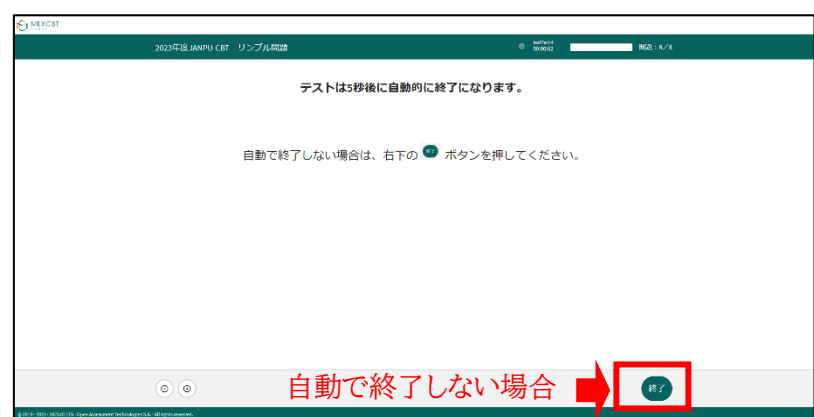 MEXCBT
2023年度JANPU-CBT サンプル問題
テストは5秒後に自動的に終了になります。
自動で終了しない場合は、右下の 終了 ボタンを押してください。
自動で終了しない場合
終了